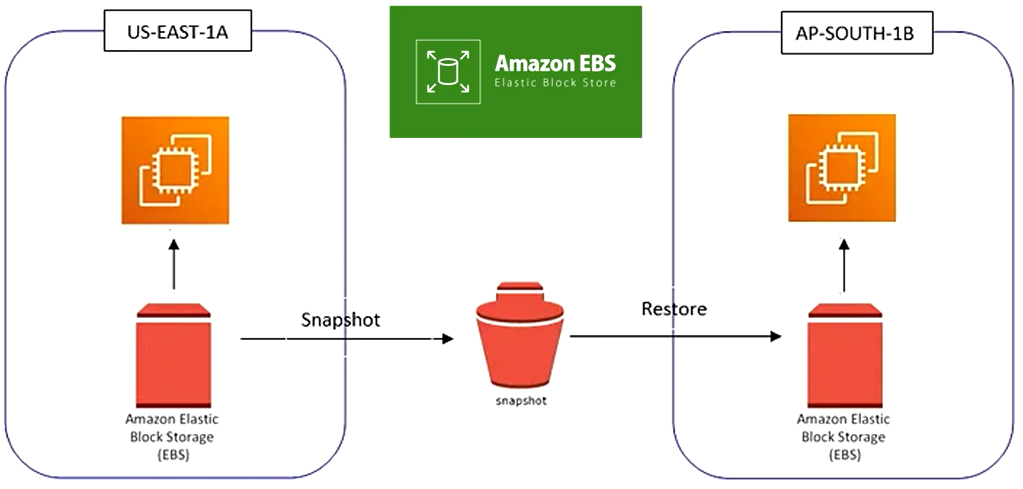 US-EAST-1A
Amazon EBS
Elastic Block Store
AP-SOUTH-1B
Snapshot
Restore
snapshot
Amazon Elastic
Block Storage
(EBS)
Amazon Elastic
Block Storage
(EBS)